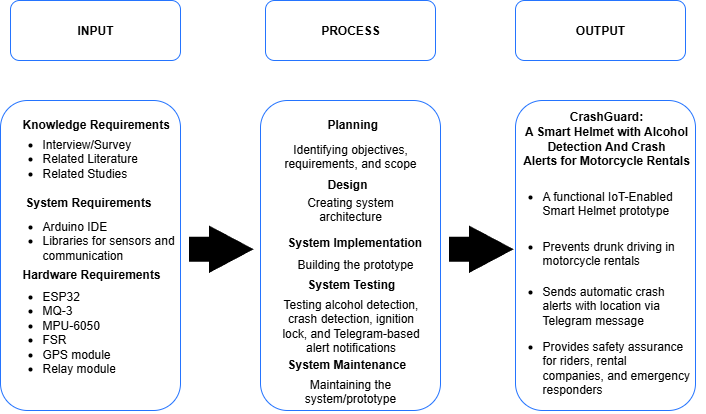 INPUT
PROCESS
OUTPUT
Knowledge Requirements
Interview/Survey
Related Literature
Related Studies
System Requirements
Arduino IDE
Libraries for sensors and
communication
Hardware Requirements
ESP32
MQ-3
MPU-6050
FSR
GPS module
Relay module
Planning
Identifying objectives,
requirements, and scope
Design
Creating system
architecture
System Implementation
Building the prototype
System Testing
Testing alcohol detection,
crash detection, ignition
lock, and Telegram-based
alert notifications
System Maintenance
Maintaining the
system/prototype
CrashGuard:
A Smart Helmet with Alcohol
Detection And Crash
Alerts for Motorcycle Rentals
A functional IoT-Enabled
Smart Helmet prototype
Prevents drunk driving in
motorcycle rentals
Sends automatic crash
alerts with location via
Telegram message
Provides safety assurance
for riders, rental
companies, and emergency
responders